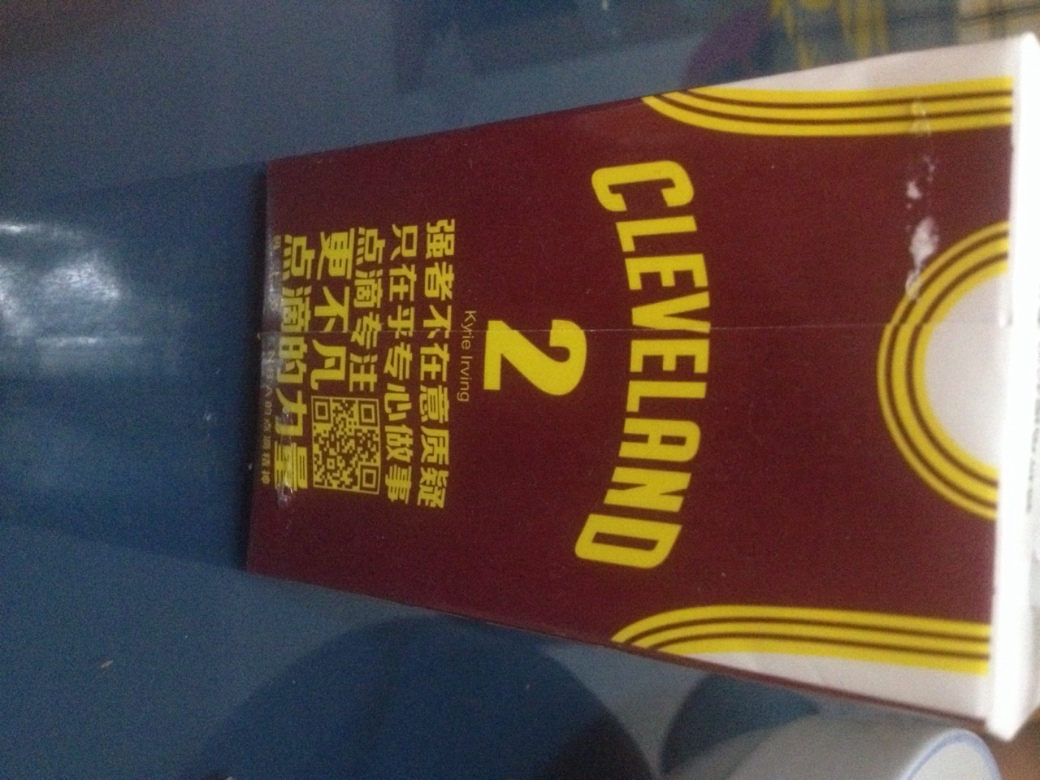 CLEVELAND
2
Kyrie Irving
强者不在意质疑
只在乎专心做事
点滴专注
更不凡
点滴的力量